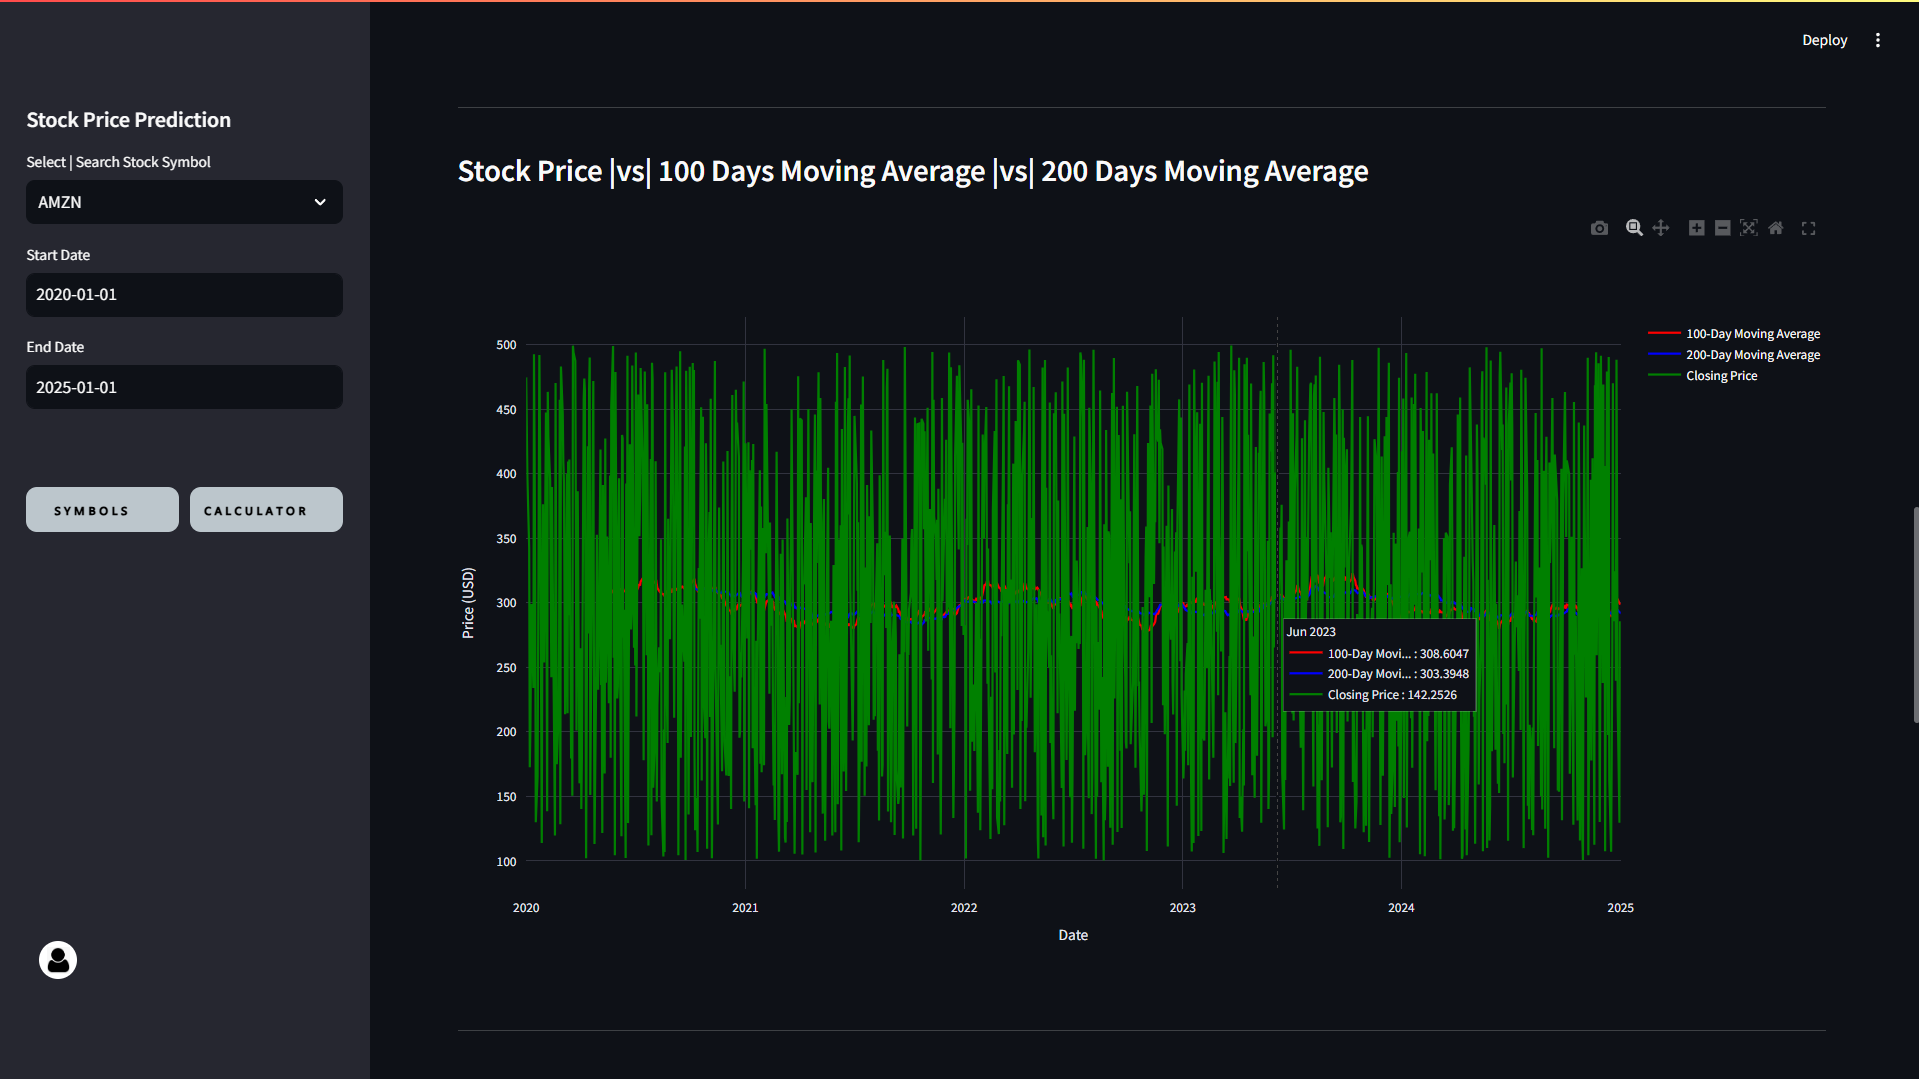 Deploy
Stock Price Prediction
Select | Search Stock Symbol
AMZN
Start Date
2020-01-01
End Date
2025-01-01
SYMBOLS
CALCULATOR
Stock Price |vs| 100 Days Moving Average |vs| 200 Days Moving Average
100-Day Moving Average
200-Day Moving Average
Closing Price
Price (USD)
500
450
400
350
300
250
200
150
100
Jun 2023
100-Day Movi... : 308.6047
200-Day Movi... : 303.3948
Closing Price : 142.2526
2020
2021
2022
2023
2024
2025
Date